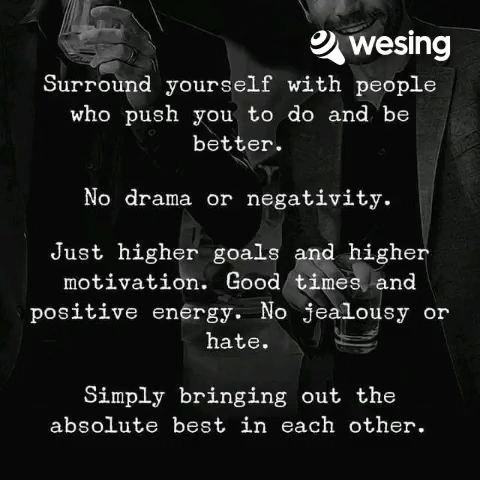 wesing
Surround yourself with people
who push you to do and be
better.
No drama or negativity.
Just higher goals and higher
motivation. Good times and
positive energy. No jealousy or
hate.
Simply bringing out the
absolute best in each other.